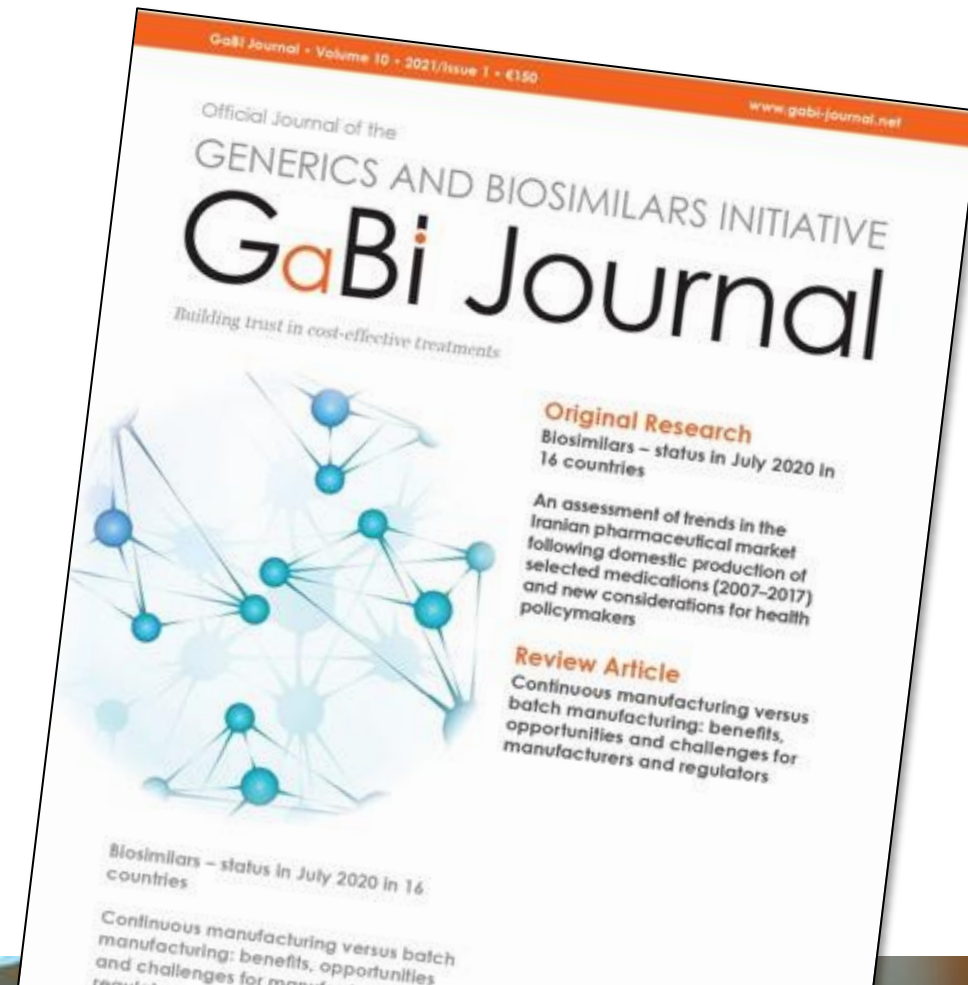 GaBI Journal • Volume 10 • 2021/Issue 1 • €150
www.gabi-journal.net
Official Journal of the
GENERICS AND BIOSIMILARS INITIATIVE
GaBi Journal
Building trust in cost-effective treatments
Original Research
Biosimilars – status in July 2020 in
16 countries
An assessment of trends in the
Iranian pharmaceutical market
following domestic production of
selected medications (2007–2017)
and new considerations for health
policymakers
Review Article
Continuous manufacturing versus
batch manufacturing: benefits,
opportunities and challenges for
manufacturers and regulators
Biosimilars – status in July 2020 in 16
countries
Continuous manufacturing versus batch
manufacturing: benefits, opportunities
and challenges for